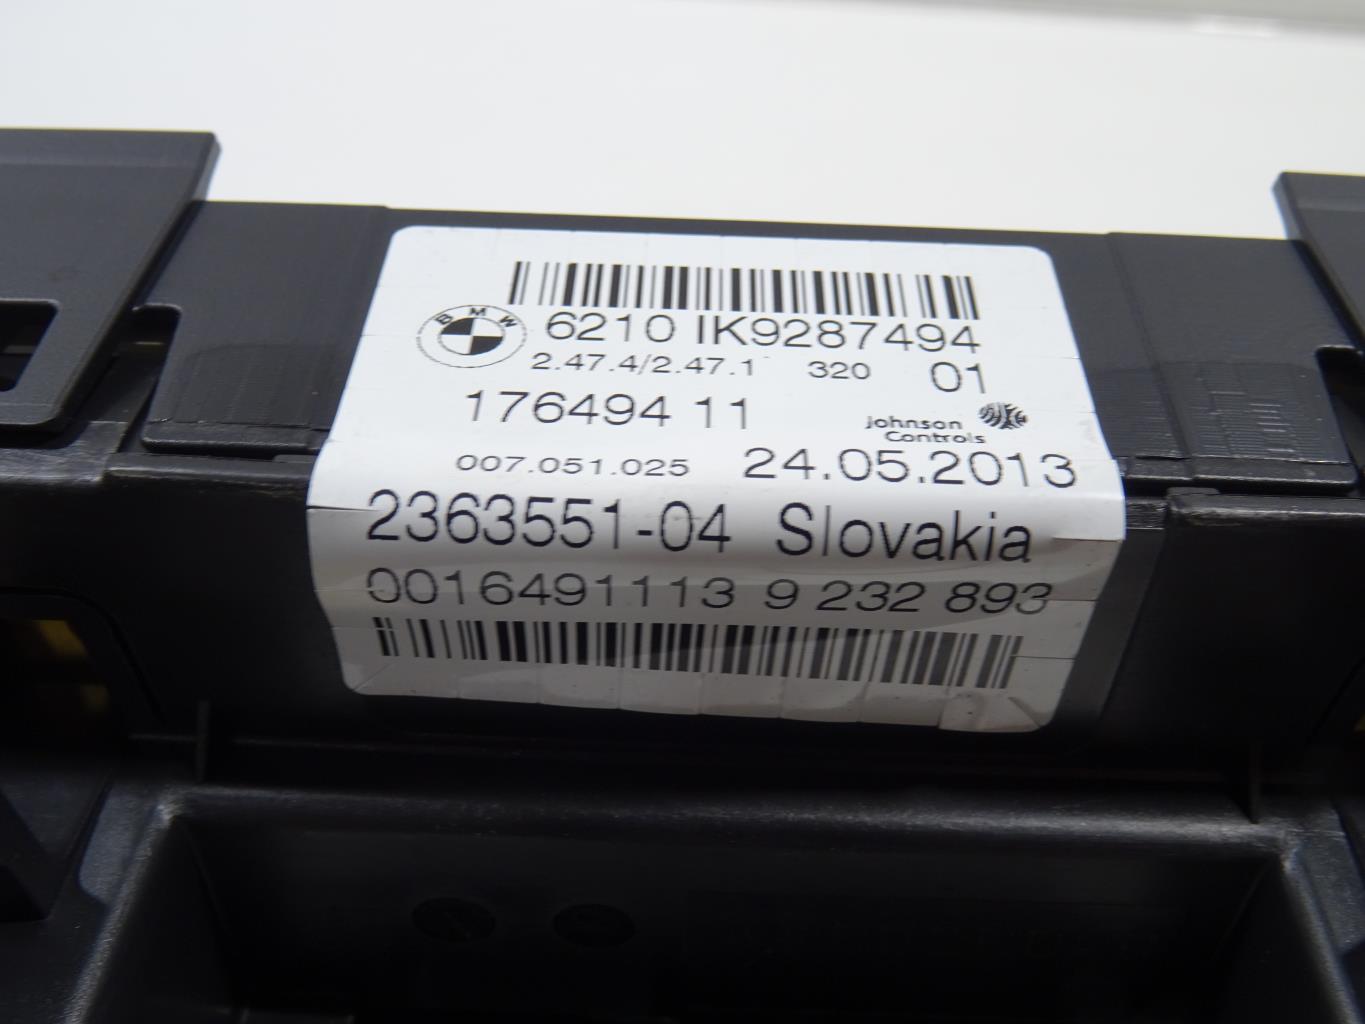 BMW
6210 IK9287494
2.47.4/2.47.1 320 01
176494 11
Johnson
Controls
007.051.025 24.05.2013
2363551-04 Slovakia
0016491113 9 232 893